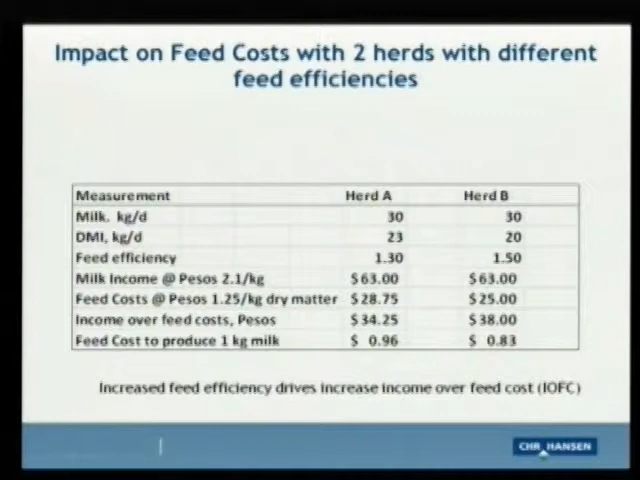 Impact on Feed Costs with 2 herds with different
feed efficiencies
Measurement Herd A Herd B
Milk. kg/d 30 30
DMI, kg/d 23 20
Feed efficiency 1.30 1.50
Milk Income @ Pesos 2.1/kg $63.00 $63.00
Feed Costs @ Pesos 1.25/kg dry matter $28.75 $25.00
Income over feed costs, Pesos $34.25 $38.00
Feed Cost to produce 1 kg milk $ 0.96 $ 0.83
Increased feed efficiency drives increase income over feed cost (IOFC)
CHR HANSEN